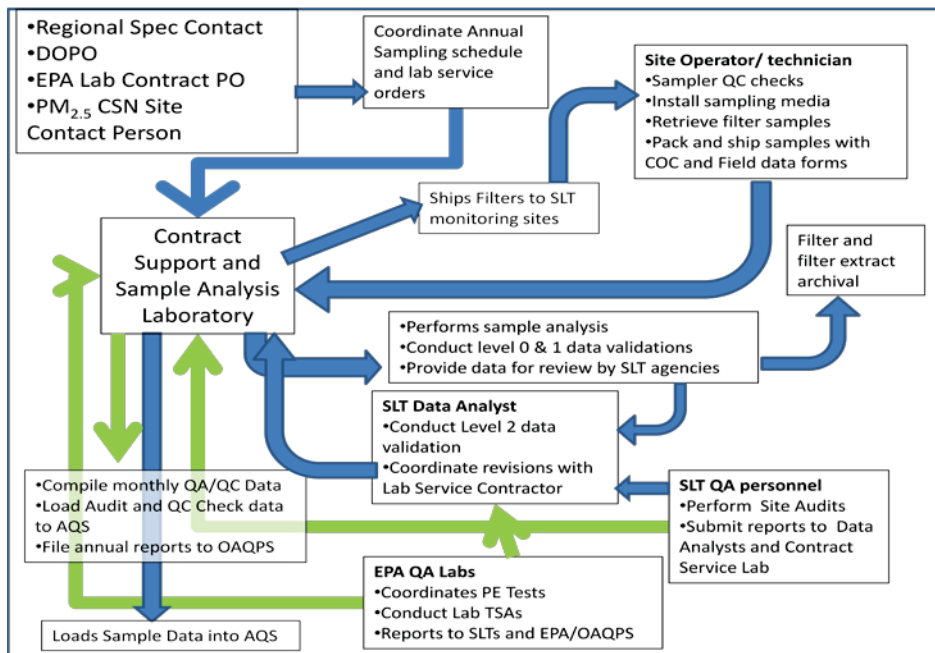 •Regional Spec Contact
•DOPO
•EPA Lab Contract PO
•PM2.5 CSN Site
Contact Person
Coordinate Annual
Sampling schedule
and lab service
orders
Site Operator/ technician
•Sampler QC checks
•Install sampling media
•Retrieve filter samples
•Pack and ship samples with
COC and Field data forms
Ships Filters to SLT
monitoring sites
Contract
Support and
Sample Analysis
Laboratory
Filter and
filter extract
archival
•Performs sample analysis
•Conduct level 0 & 1 data validations
•Provide data for review by SLT agencies
SLT Data Analyst
•Conduct Level 2 data
validation
•Coordinate revisions with
Lab Service Contractor
•Compile monthly QA/QC Data
•Load Audit and QC Check data
to AQS
•File annual reports to OAQPS
SLT QA personnel
•Perform Site Audits
•Submit reports to Data
Analysts and Contract
Service Lab
EPA QA Labs
•Coordinates PE Tests
•Conduct Lab TSAs
•Reports to SLTs and EPA/OAQPS
Loads Sample Data into AQS